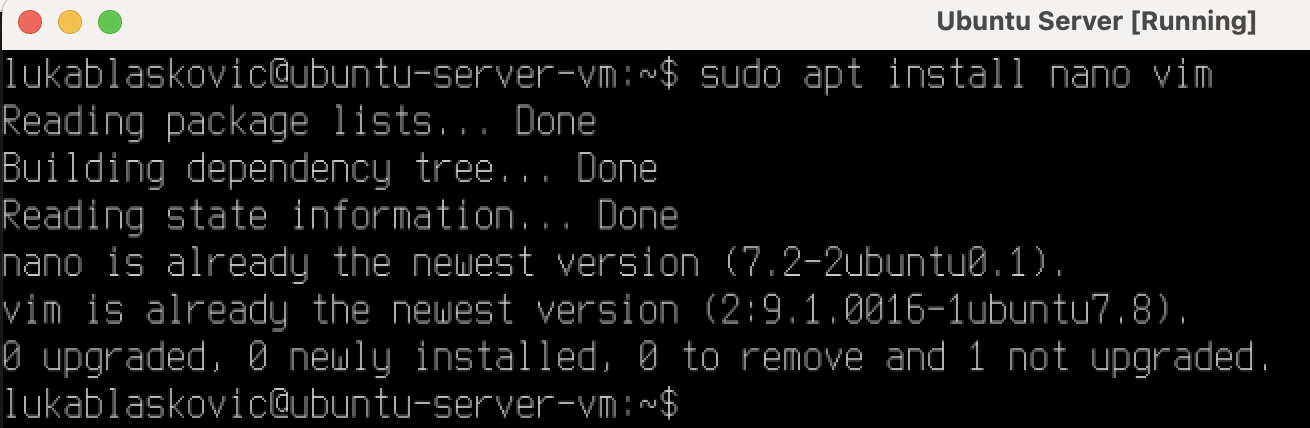 Ubuntu Server [Running]
lukablaskovic@ubuntu-server-vm:~$ sudo apt install nano vim
Reading package lists... Done
Building dependency tree... Done
Reading state information... Done
nano is already the newest version (7.2-2ubuntu0.1).
vim is already the newest version (2:9.1.0016-1ubuntu7.8).
0 upgraded, 0 newly installed, 0 to remove and 1 not upgraded.
lukablaskovic@ubuntu-server-vm:~$